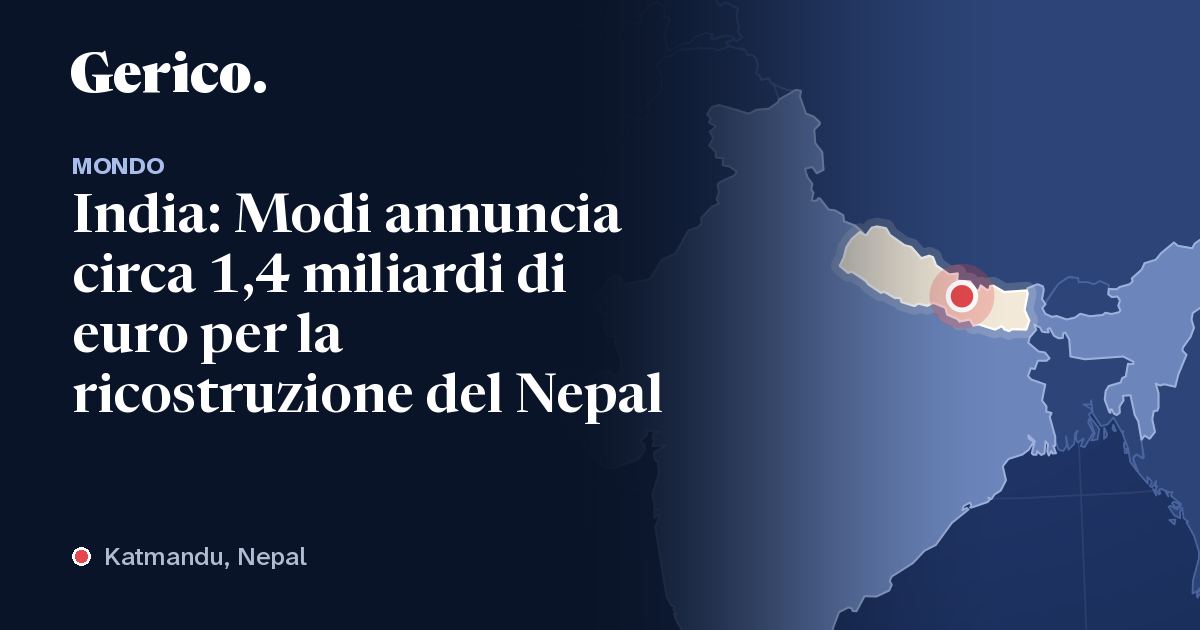 Gerico.
MONDO
India: Modi annuncia
circa 1,4 miliardi di
euro per la
ricostruzione del Nepal
Katmandu, Nepal